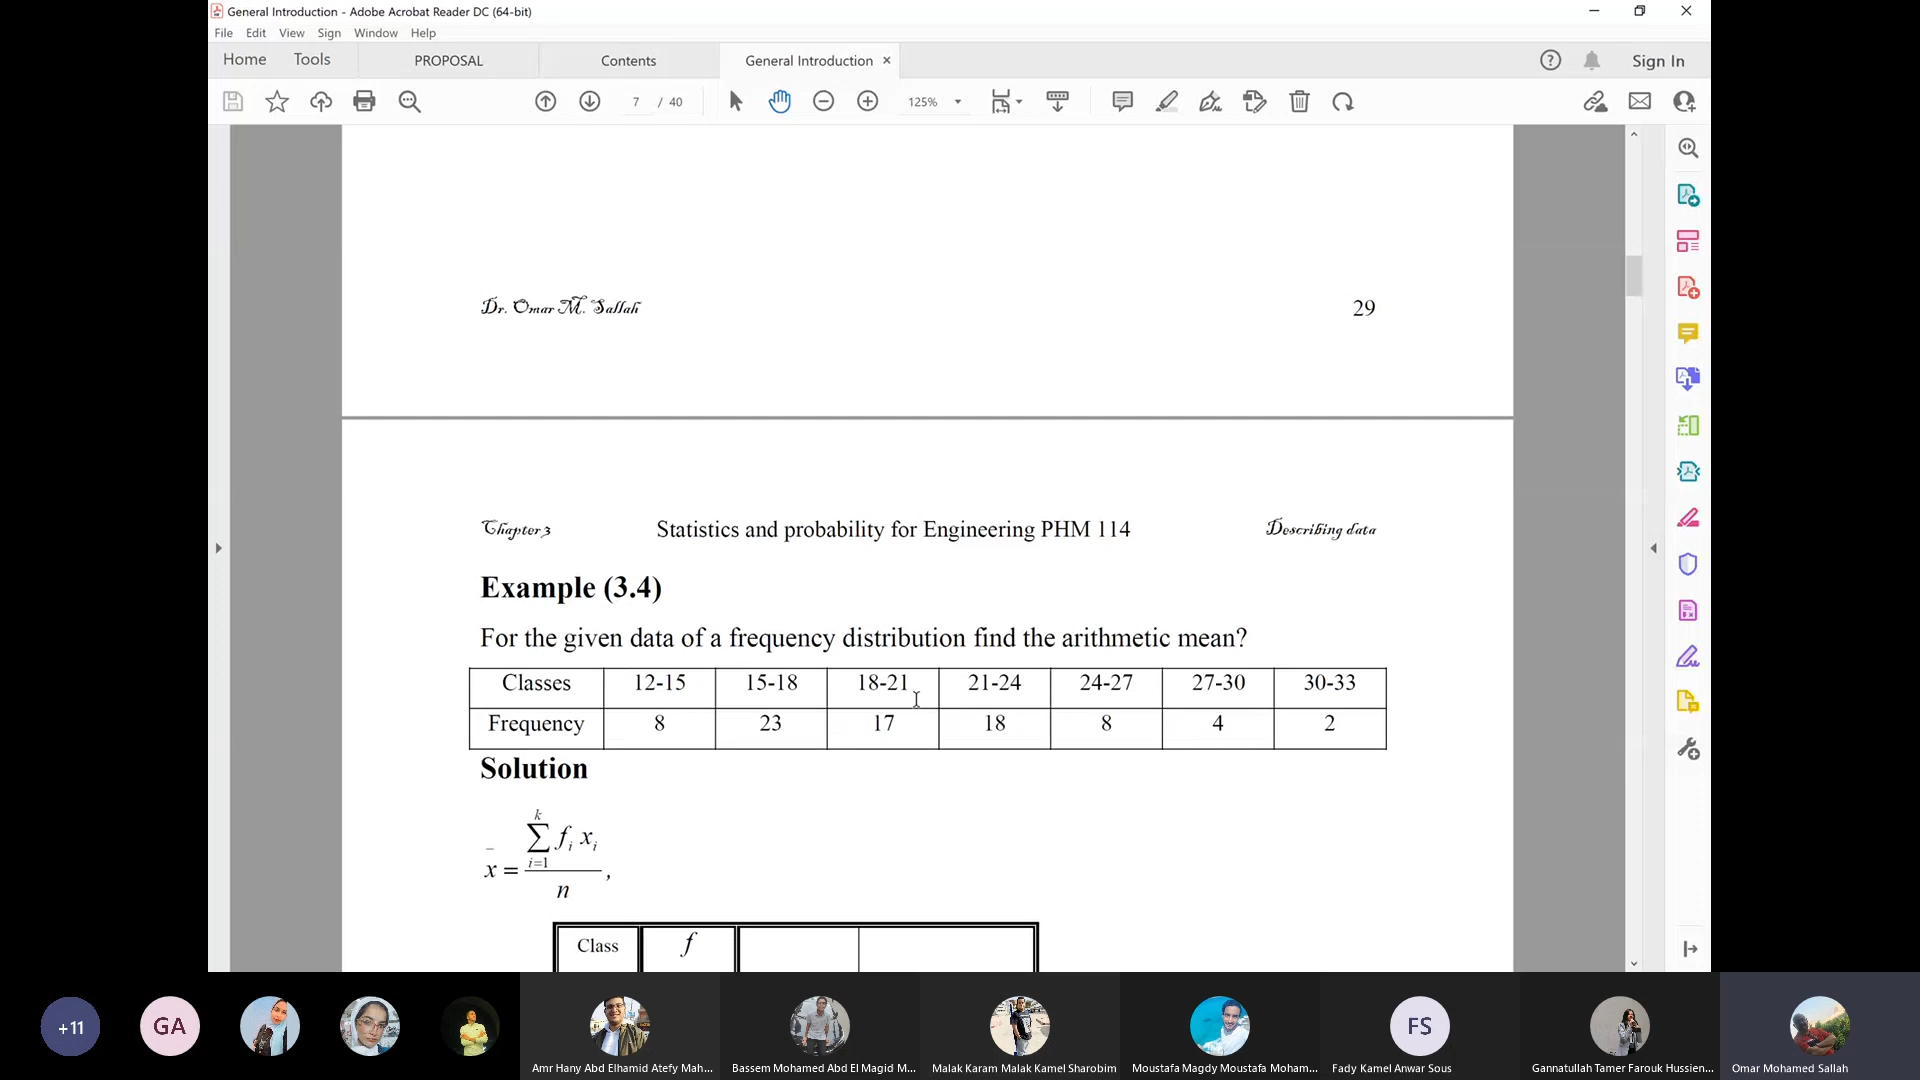 General Introduction - Adobe Acrobat Reader DC (64-bit)
File Edit View Sign Window Help
Home Tools PROPOSAL Contents General Introduction × Sign In
7 / 40 125%
Dr. Omar M. Sallah 29
Chapter 3 Statistics and probability for Engineering PHM 114 Describing data
Example (3.4)
For the given data of a frequency distribution find the arithmetic mean?
Classes 12-15 15-18 18-21 21-24 24-27 27-30 30-33
Frequency 8 23 17 18 8 4 2
Solution
x̄ = ∑_{i=1}^{k} f_i x_i / n ,
Class f
+11 GA FS
Amr Hany Abd Elhamid Atefy Mah... Bassem Mohamed Abd El Magid M... Malak Karam Malak Kamel Sharobim Moustafa Magdy Moustafa Moham... Fady Kamel Anwar Sous Gannatullah Tamer Farouk Hussien... Omar Mohamed Sallah